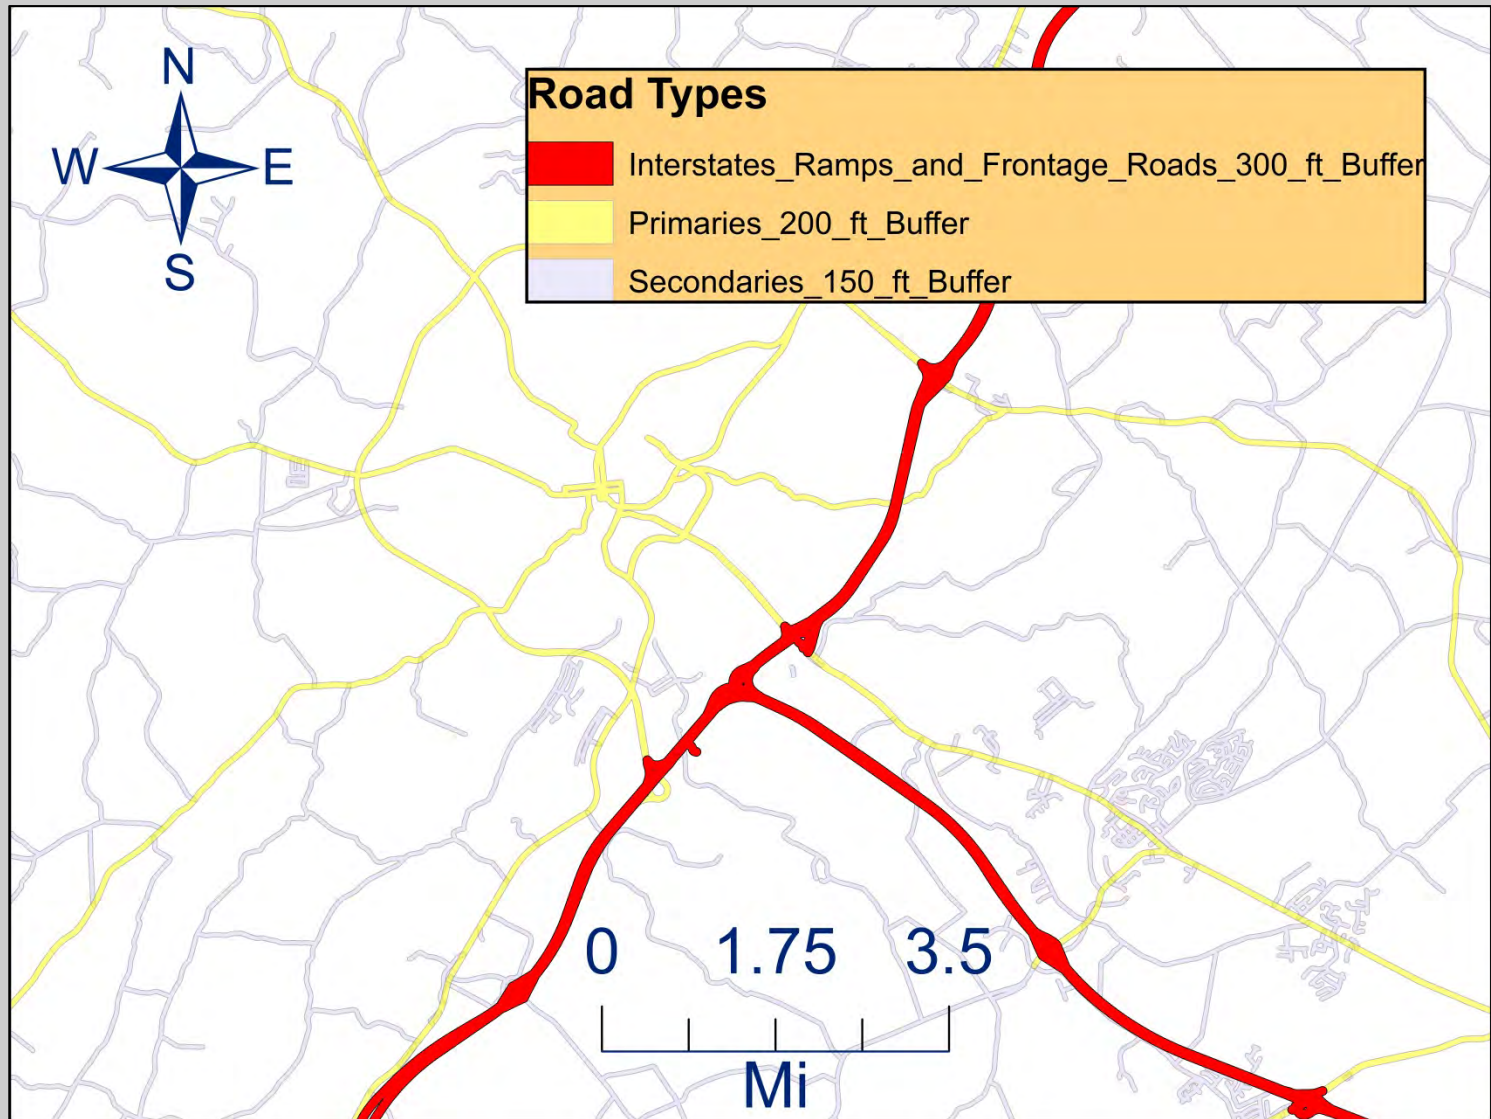 N
W E
S
Road Types
Interstates_Ramps_and_Frontage_Roads_300_ft_Buffer
Primaries_200_ft_Buffer
Secondaries_150_ft_Buffer
0 1.75 3.5
Mi